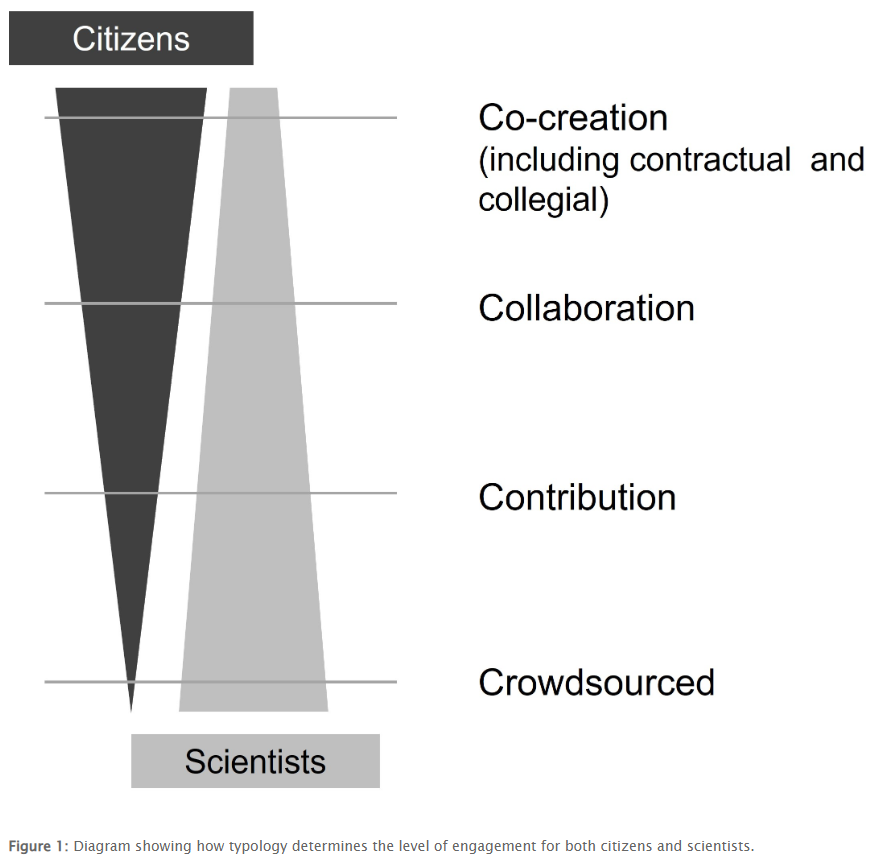 Citizens
Co-creation
(including contractual and
collegial)
Collaboration
Contribution
Crowdsourced
Scientists
Figure 1: Diagram showing how typology determines the level of engagement for both citizens and scientists.